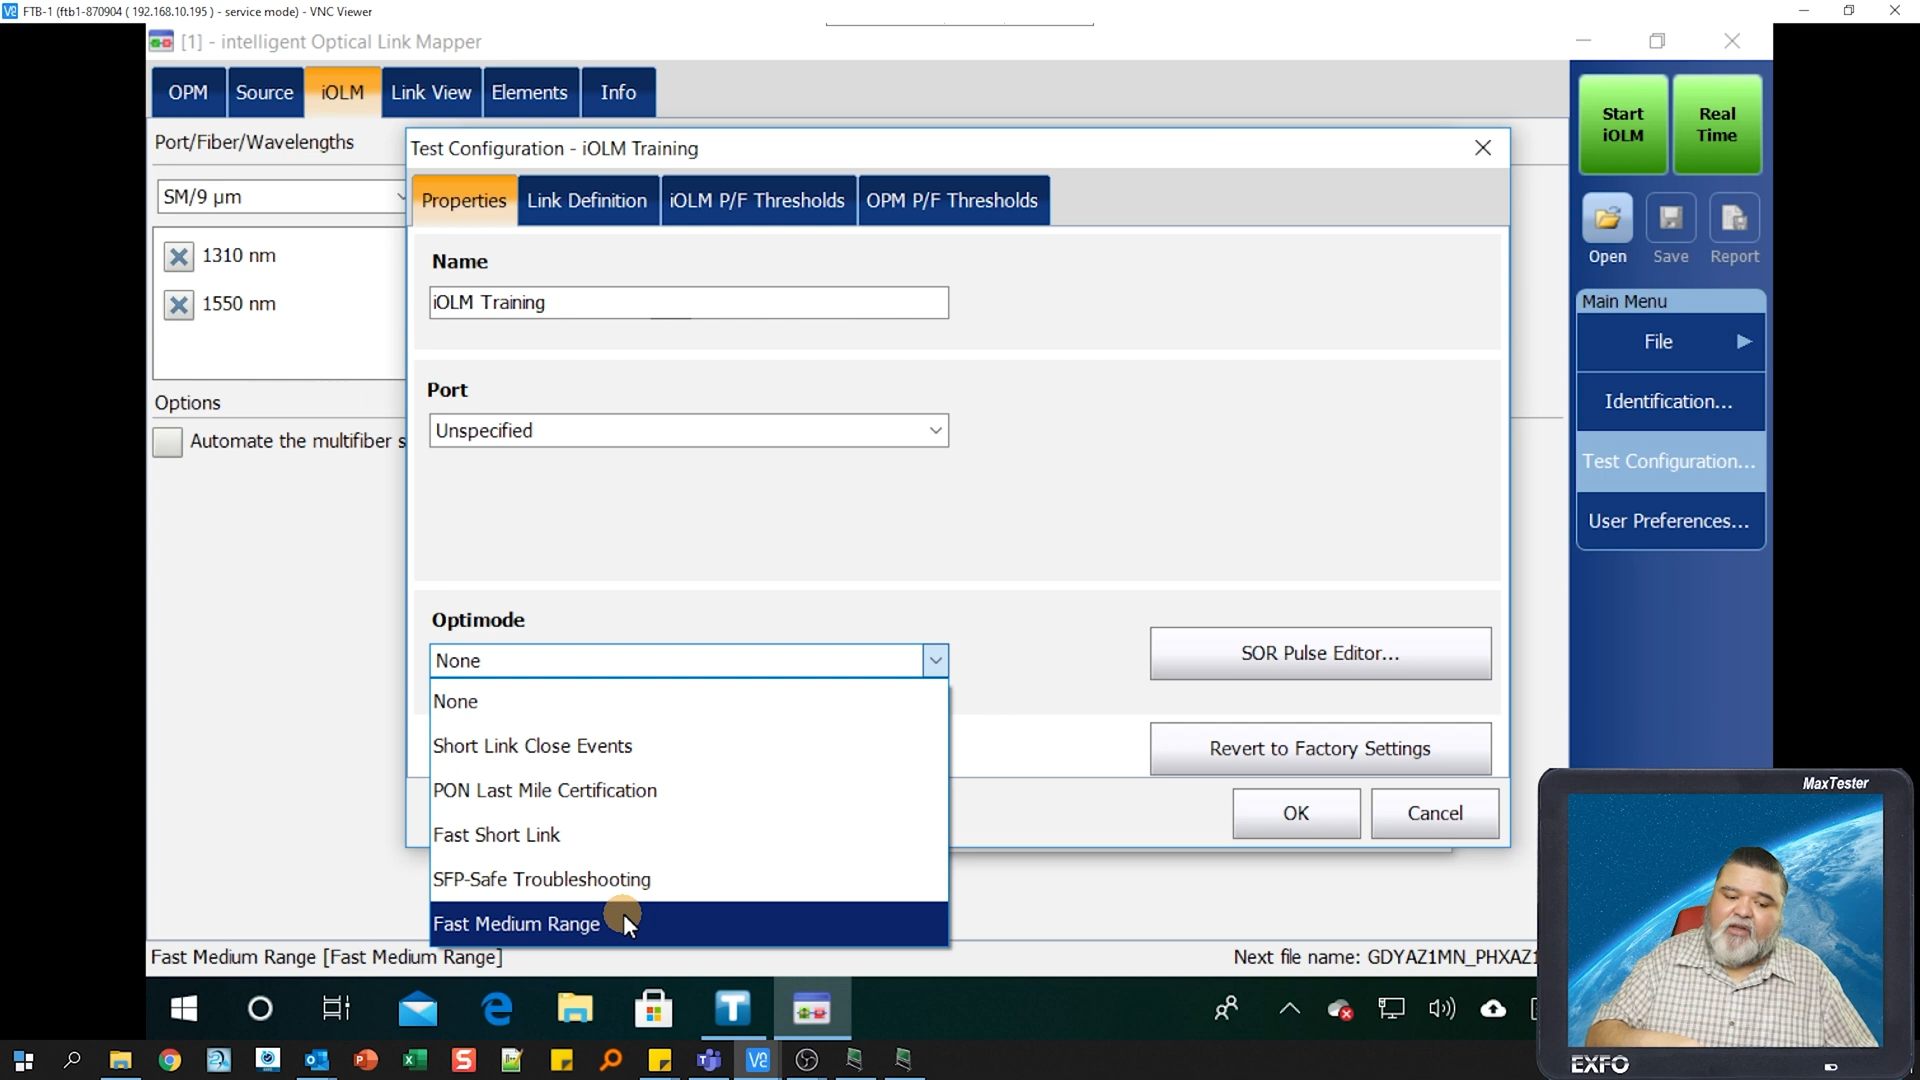 FTB-1 (ftb1-870904 ( 192.168.10.195 ) - service mode) - VNC Viewer
[1] - intelligent Optical Link Mapper
OPM
Source
iOLM
Link View
Elements
Info
Port/Fiber/Wavelengths
SM/9 µm
1310 nm
1550 nm
Options
Automate the multifiber s
Test Configuration - iOLM Training
Properties
Link Definition
iOLM P/F Thresholds
OPM P/F Thresholds
Name
iOLM Training
Port
Unspecified
Optimode
None
None
Short Link Close Events
PON Last Mile Certification
Fast Short Link
SFP-Safe Troubleshooting
Fast Medium Range
SOR Pulse Editor...
Revert to Factory Settings
OK
Cancel
Start iOLM
Real Time
Open
Save
Report
Main Menu
File
Identification...
Test Configuration...
User Preferences...
Fast Medium Range [Fast Medium Range]
Next file name: GDYAZ1MN_PHXAZ1
MaxTester
EXFO